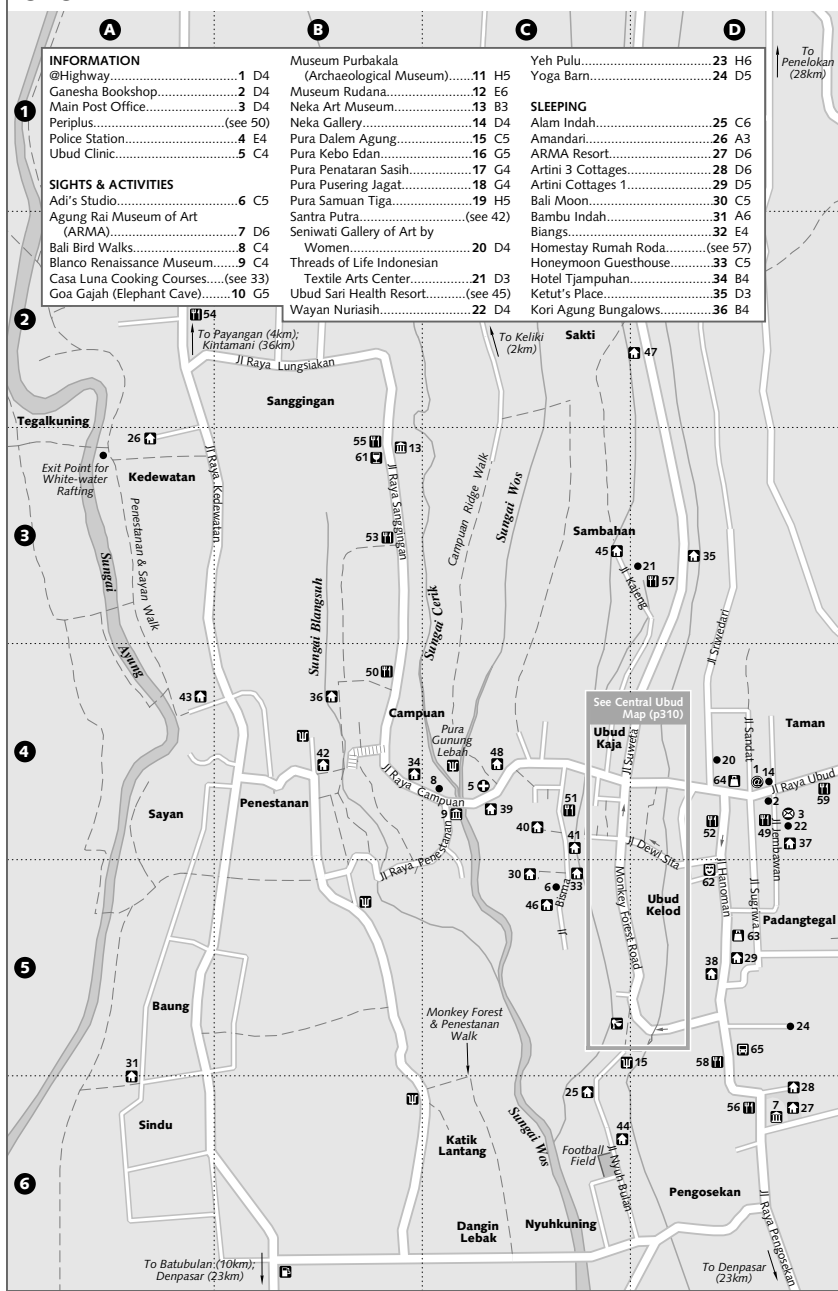 A
B
C
D
1
2
3
4
5
6
INFORMATION
@Highway..........................1 D4
Ganesha Bookshop..............2 D4
Main Post Office..................3 D4
Periplus.........................(see 50)
Police Station......................4 E4
Ubud Clinic.........................5 C4
SIGHTS & ACTIVITIES
Adi's Studio.........................6 C5
Agung Rai Museum of Art
(ARMA)............................7 D6
Bali Bird Walks....................8 C4
Blanco Renaissance Museum...9 C4
Casa Luna Cooking Courses....(see 33)
Goa Gajah (Elephant Cave)....10 G5
Museum Purbakala
(Archaeological Museum)....11 H5
Museum Rudana..................12 E6
Neka Art Museum................13 B3
Neka Gallery.......................14 D4
Pura Dalem Agung...............15 C5
Pura Kebo Edan...................16 G5
Pura Penataran Sasih............17 G4
Pura Pusering Jagat..............18 G4
Pura Samuan Tiga................19 H5
Santra Putra....................(see 42)
Seniwati Gallery of Art by
Women............................20 D4
Threads of Life Indonesian
Textile Arts Center............21 D3
Ubud Sari Health Resort......(see 45)
Wayan Nuriasih...................22 D4
Yeh Pulu............................23 H6
Yoga Barn..........................24 D5
SLEEPING
Alam Indah........................25 C6
Amandari...........................26 A3
ARMA Resort......................27 D6
Artini 3 Cottages.................28 D6
Artini Cottages 1.................29 D5
Bali Moon..........................30 C5
Bambu Indah......................31 A6
Biangs...............................32 E4
Homestay Rumah Roda......(see 57)
Honeymoon Guesthouse.......33 C5
Hotel Tjampuhan................34 B4
Ketut's Place......................35 D3
Kori Agung Bungalows.........36 B4
To
Penelokan
(28km)
54
To Payangan (4km);
Kintamani (36km)
Jl Raya Lungsiakan
To Keliki
(2km)
Sakti
47
Sanggingan
Tegalkuning
26
55
61
13
Exit Point for
White-water
Rafting
Kedewatan
Jl Raya Kedewatan
Penestanan & Sayan Walk
Jl Raya Sanggingan
Campuan Ridge Walk
Sungai Wos
53
Sambahan
45
21
57
35
Jl Kajeng
Sungai
Ayung
Sungai Blangsuh
Sungai Cerik
Jl Sriwedari
50
43
36
Campuan
See Central Ubud
Map (p310)
Ubud
Kaja
Jl Suweta
Jl Sandat
Taman
Pura
Gunung
Lebah
48
42
34
8
5
20
64
1
14
Jl Raya Ubud
59
Jl Raya Campuan
Sayan
Penestanan
9
39
51
40
41
52
2
3
49
22
37
Jl Jembawan
Jl Dewi Sita
Jl Raya Penestanan
30
6
33
46
Jl Bisma
Monkey Forest Road
Ubud
Kelod
62
Jl Hanoman
Jl Sugriwa
Padangtegal
63
38
29
Baung
Monkey Forest
& Penestanan
Walk
24
31
15
58
65
25
28
56
7
27
Sindu
Katik
Lantang
Sungai Wos
44
Football
Field
Jl Nyuh Bulan
Pengosekan
Dangin
Lebak
Nyuhkuning
Jl Raya Pengosekan
To Batubulan (10km);
Denpasar (23km)
To Denpasar
(23km)